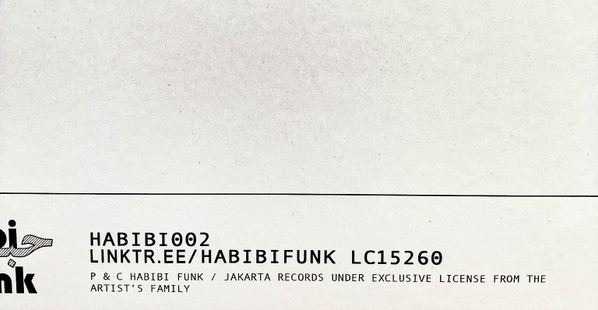 HABIBI002
LINKTR.EE/HABIBIFUNK LC15260
P & C HABIBI FUNK / JAKARTA RECORDS UNDER EXCLUSIVE LICENSE FROM THE
ARTIST'S FAMILY